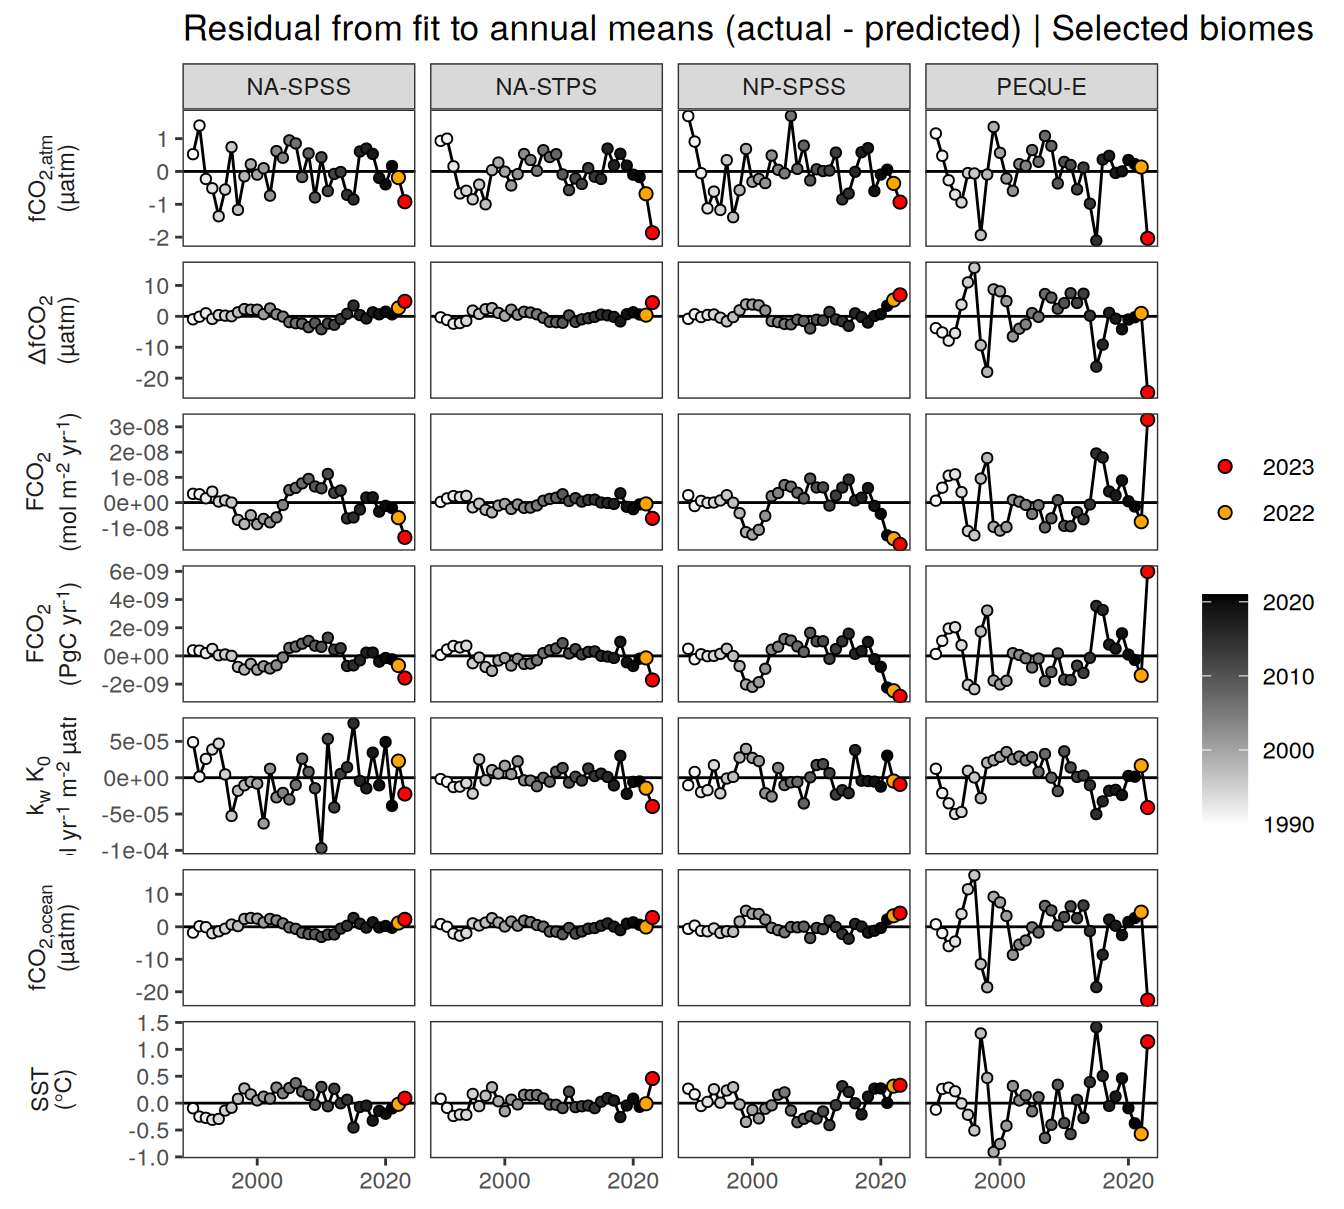 Residual from fit to annual means (actual - predicted) | Selected biomes
NA-SPSS NA-STPS NP-SPSS PEQU-E
fCO2,atm
(µatm)
1
0
-1
-2
ΔfCO2
(µatm)
10
0
-10
-20
FCO2
(mol m-2 yr-1)
3e-08
2e-08
1e-08
0e+00
-1e-08
FCO2
(PgC yr-1)
6e-09
4e-09
2e-09
0e+00
-2e-09
kw K0
yr-1 m-2 µatm
5e-05
0e+00
-5e-05
-1e-04
fCO2,ocean
(µatm)
10
0
-10
-20
SST
(°C)
1.5
1.0
0.5
0.0
-0.5
-1.0
2000 2020 2000 2020 2000 2020 2000 2020
2023
2022
2020
2010
2000
1990